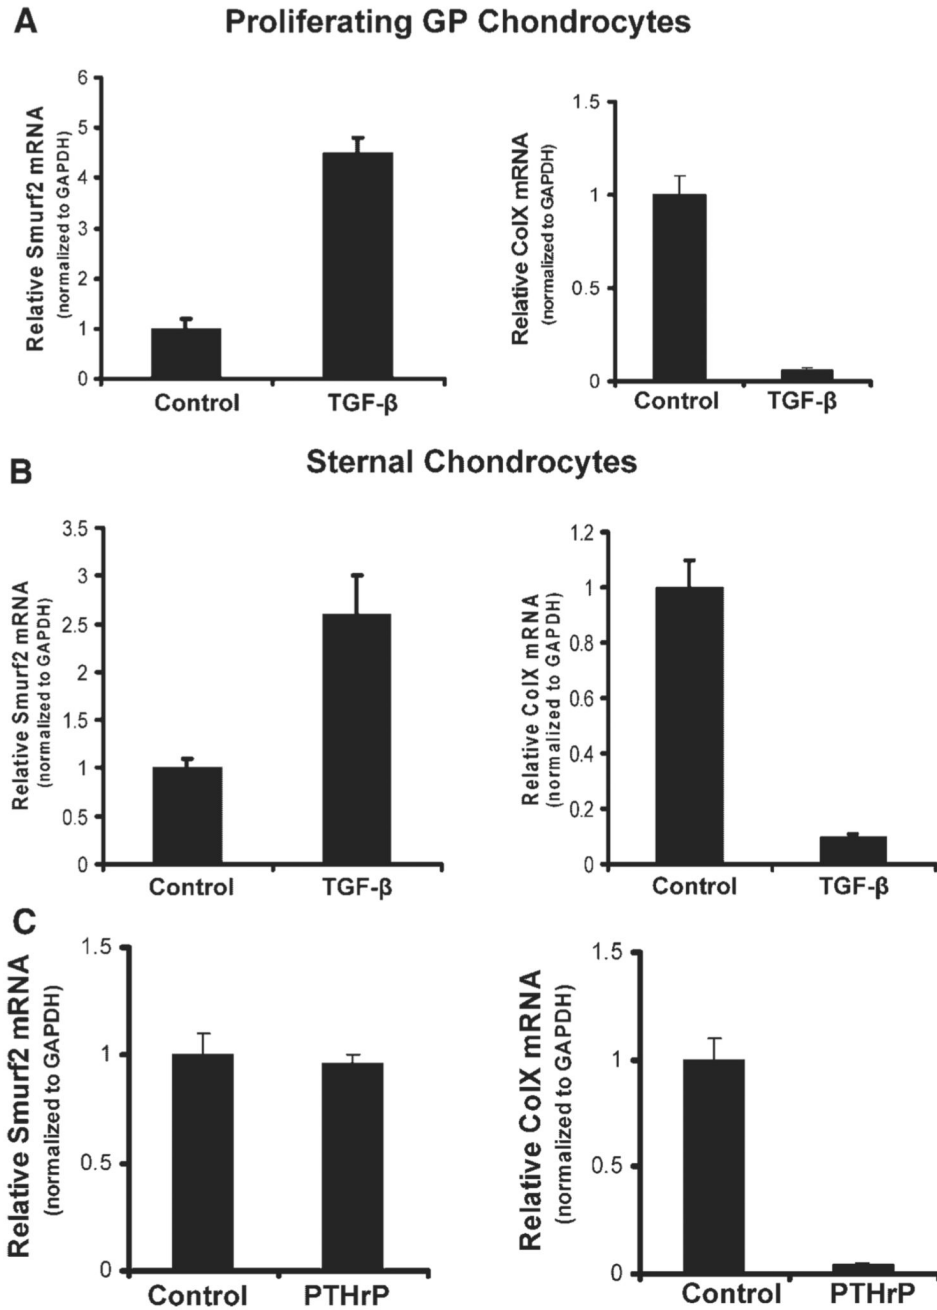 A
Proliferating GP Chondrocytes
Relative Smurf2 mRNA
(normalized to GAPDH)
6
5
4
3
2
1
0
Control TGF-β
Relative ColX mRNA
(normalized to GAPDH)
1.5
1
0.5
0
Control TGF-β
B
Sternal Chondrocytes
Relative Smurf2 mRNA
(normalized to GAPDH)
3.5
3
2.5
2
1.5
1
0.5
0
Control TGF-β
Relative ColX mRNA
(normalized to GAPDH)
1.2
1
0.8
0.6
0.4
0.2
0
Control TGF-β
C
Relative Smurf2 mRNA
(normalized to GAPDH)
1.5
1
0.5
0
Control PTHrP
Relative ColX mRNA
(normalized to GAPDH)
1.5
1
0.5
0
Control PTHrP